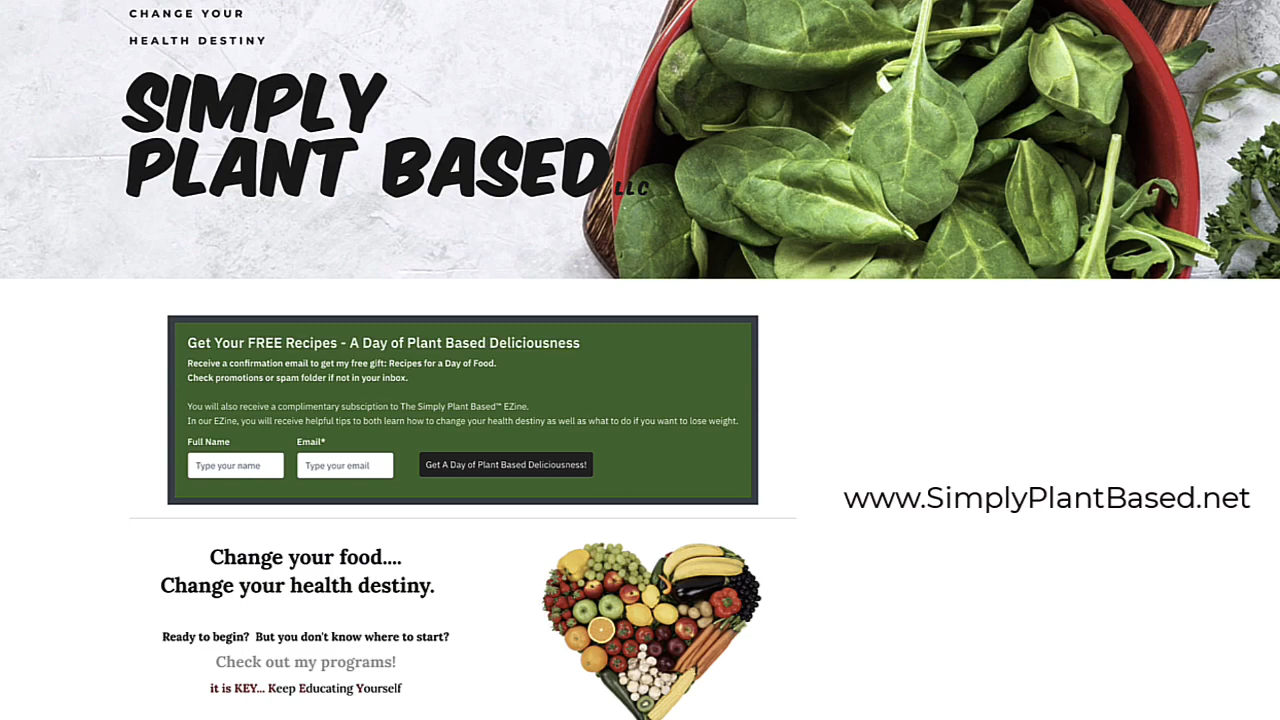 CHANGE YOUR
HEALTH DESTINY
SIMPLY
PLANT BASED LLC
Get Your FREE Recipes - A Day of Plant Based Deliciousness
Receive a confirmation email to get my free gift: Recipes for a Day of Food.
Check promotions or spam folder if not in your inbox.
You will also receive a complimentary subsciption to The Simply Plant Based™ EZine.
In our EZine, you will receive helpful tips to both learn how to change your health destiny as well as what to do if you want to lose weight.
Full Name Email*
Type your name Type your email Get A Day of Plant Based Deliciousness!
www.SimplyPlantBased.net
Change your food....
Change your health destiny.
Ready to begin? But you don't know where to start?
Check out my programs!
it is KEY... Keep Educating Yourself